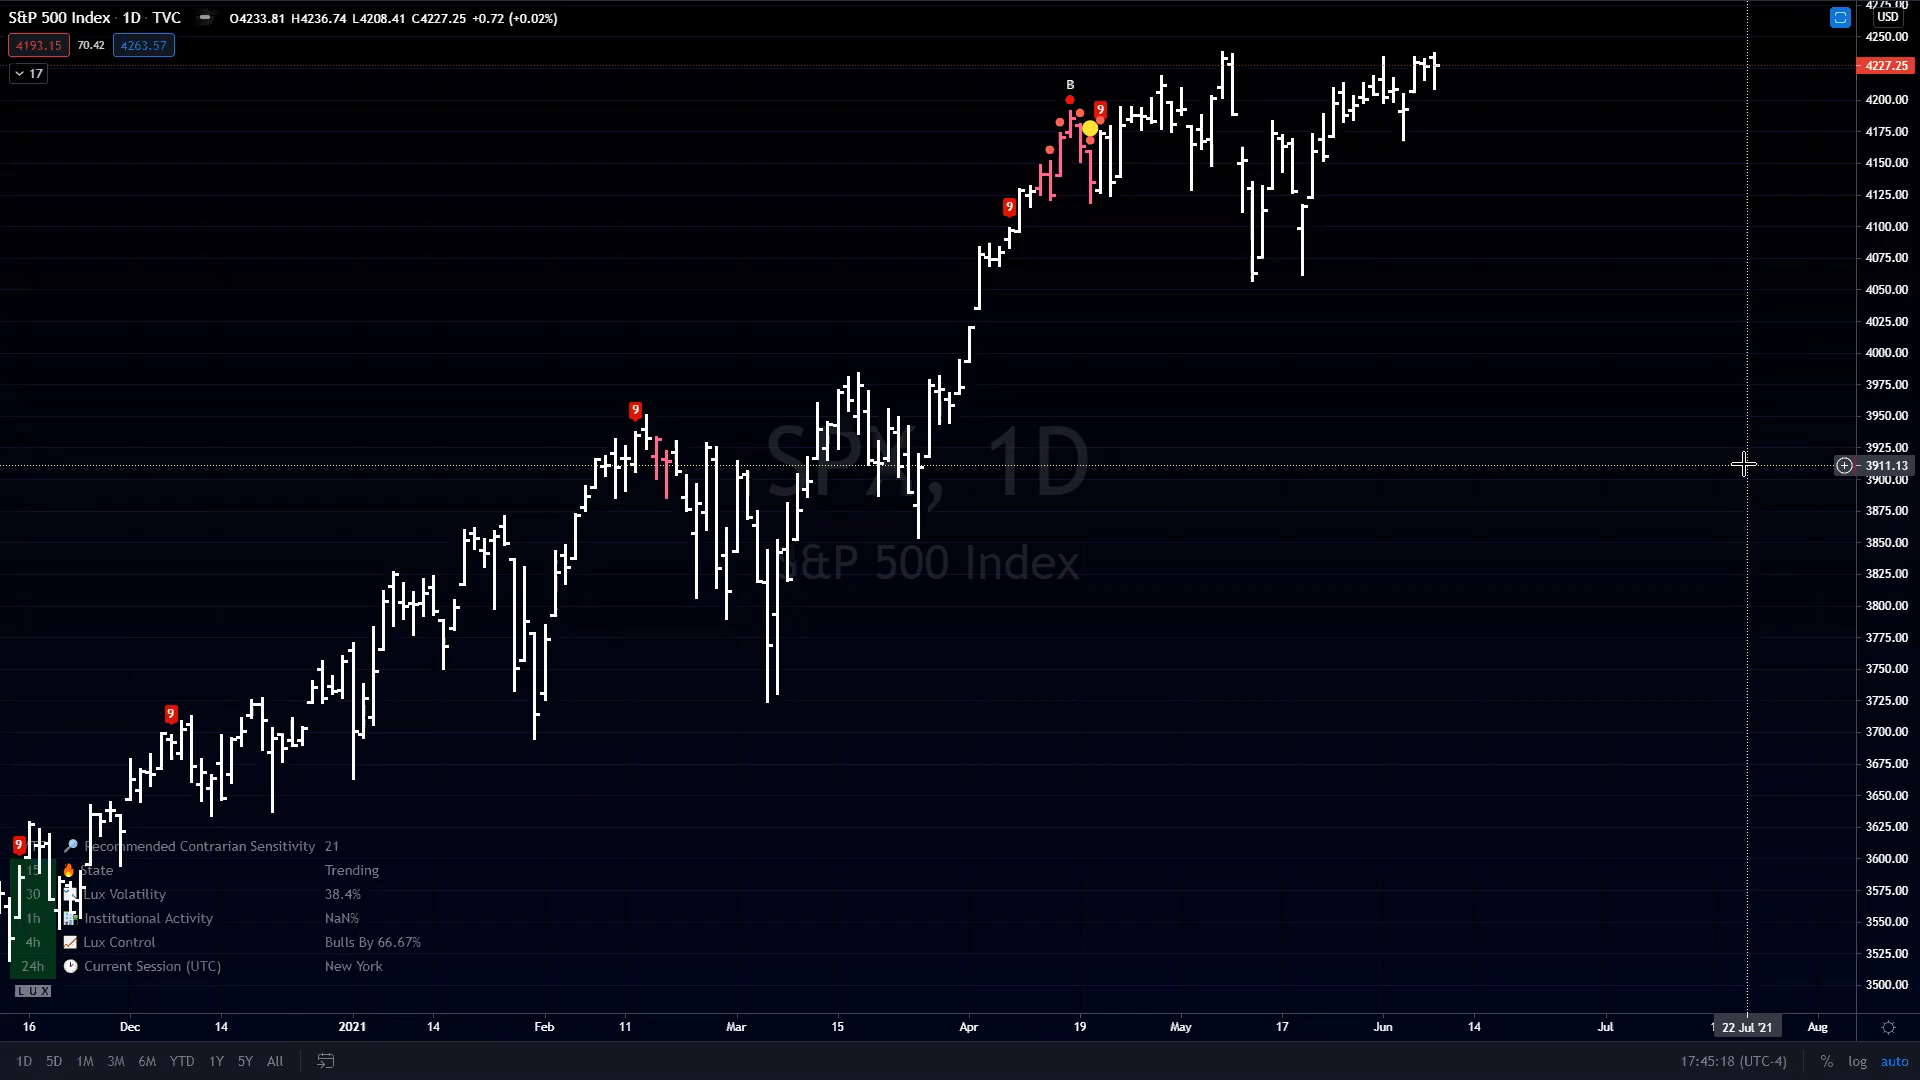 S&P 500 Index · 1D · TVC O4233.81 H4236.74 L4208.41 C4227.25 +0.72 (+0.02%)
4193.15 70.42 4263.57
17
USD
4275.00
4250.00
4227.25
4200.00
4175.00
4150.00
4125.00
4100.00
4075.00
4050.00
4025.00
4000.00
3975.00
3950.00
3925.00
3911.13
3900.00
3875.00
3850.00
3825.00
3800.00
3775.00
3750.00
3725.00
3700.00
3675.00
3650.00
3625.00
3600.00
3575.00
3550.00
3525.00
3500.00
B
9
9
9
9
9
SPX, 1D
S&P 500 Index
Recommended Contrarian Sensitivity 21
15 State Trending
30 Lux Volatility 38.4%
1h Institutional Activity NaN%
4h Lux Control Bulls By 66.67%
24h Current Session (UTC) New York
LUX
16 Dec 14 2021 14 Feb 11 Mar 15 Apr 19 May 17 Jun 14 Jul 22 Jul '21 Aug
1D 5D 1M 3M 6M YTD 1Y 5Y All
17:45:18 (UTC-4) % log auto